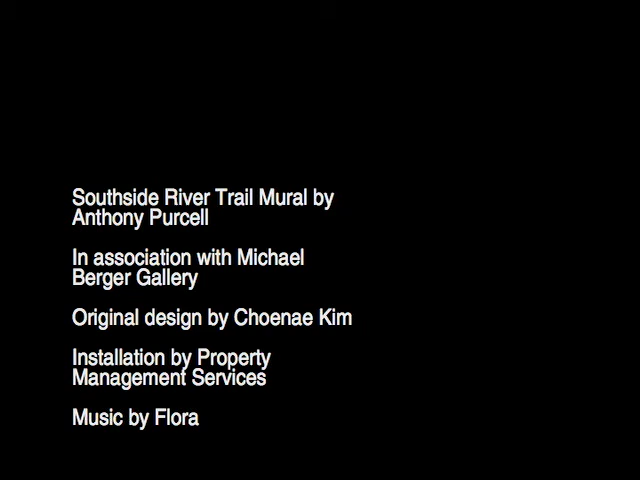 Southside River Trail Mural by
Anthony Purcell
In association with Michael
Berger Gallery
Original design by Choenae Kim
Installation by Property
Management Services
Music by Flora